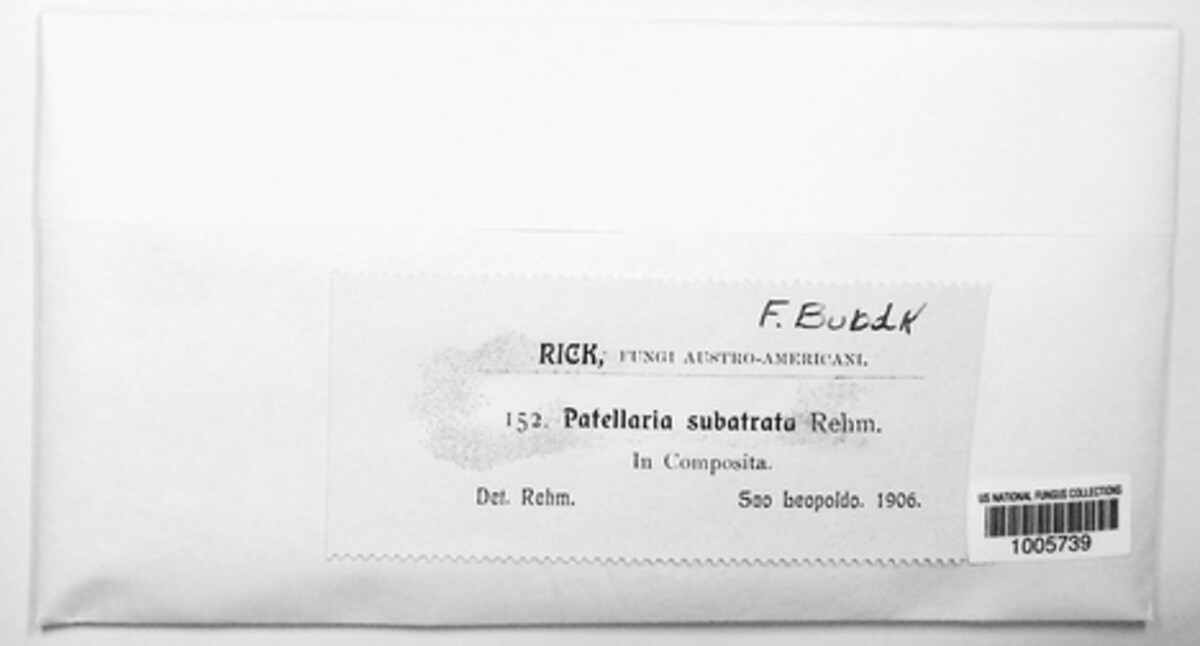 F. Bubák
RICK, FUNGI AUSTRO-AMERICANI.
152. Patellaria subatrata Rehm.
In Composita.
Det. Rehm.
Sao Leopoldo. 1906.
US NATIONAL FUNGUS COLLECTIONS
1005739